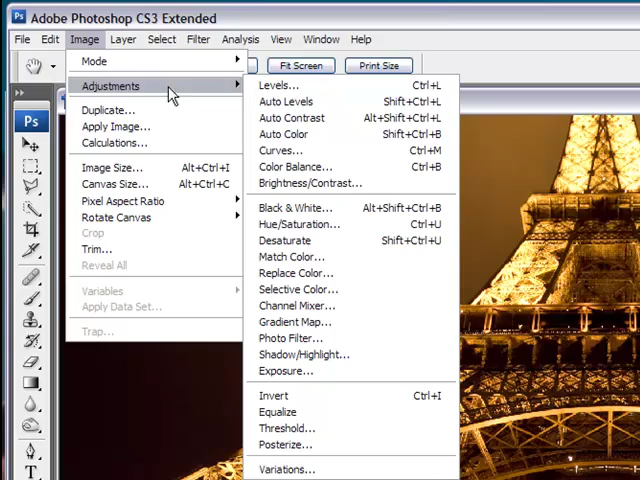 Ps Adobe Photoshop CS3 Extended
File Edit Image Layer Select Filter Analysis View Window Help
Fit Screen Print Size
Mode
Adjustments
Duplicate...
Apply Image...
Calculations...
Image Size... Alt+Ctrl+I
Canvas Size... Alt+Ctrl+C
Pixel Aspect Ratio
Rotate Canvas
Crop
Trim...
Reveal All
Variables
Apply Data Set...
Trap...
Levels... Ctrl+L
Auto Levels Shift+Ctrl+L
Auto Contrast Alt+Shift+Ctrl+L
Auto Color Shift+Ctrl+B
Curves... Ctrl+M
Color Balance... Ctrl+B
Brightness/Contrast...
Black & White... Alt+Shift+Ctrl+B
Hue/Saturation... Ctrl+U
Desaturate Shift+Ctrl+U
Match Color...
Replace Color...
Selective Color...
Channel Mixer...
Gradient Map...
Photo Filter...
Shadow/Highlight...
Exposure...
Invert Ctrl+I
Equalize
Threshold...
Posterize...
Variations...
Ps
T